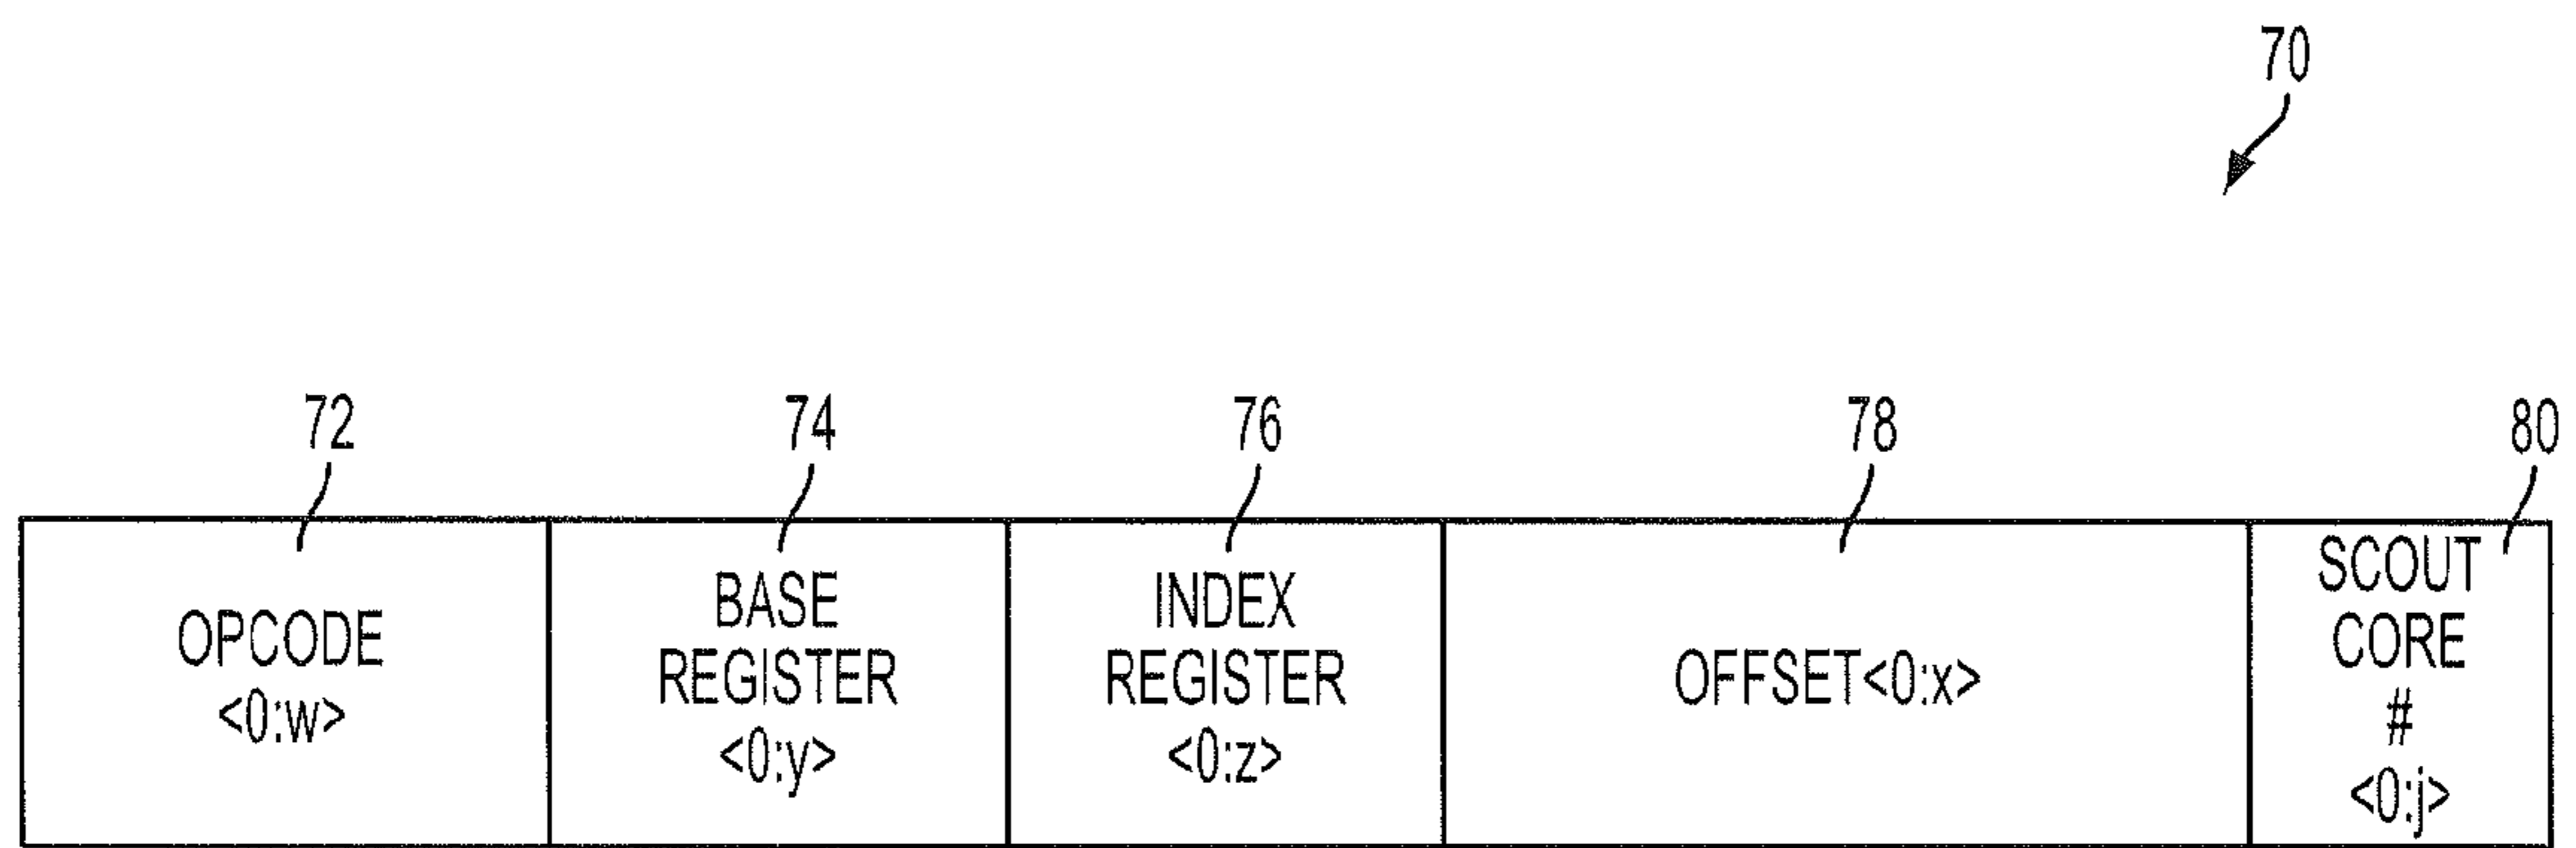 70
72
74
76
78
80
OPCODE
<0:w>
BASE
REGISTER
<0:y>
INDEX
REGISTER
<0:z>
OFFSET<0:x>
SCOUT
CORE
#
<0:j>